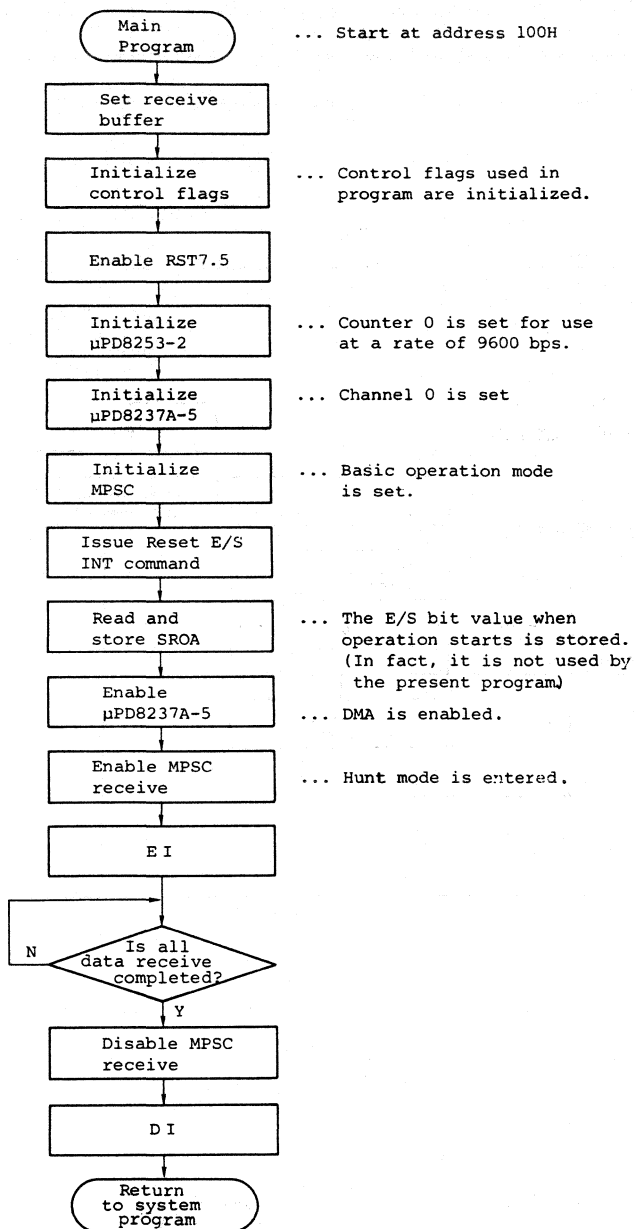 Main
Program
... Start at address 100H
Set receive
buffer
Initialize
control flags
... Control flags used in
program are initialized.
Enable RST7.5
Initialize
µPD8253-2
... Counter 0 is set for use
at a rate of 9600 bps.
Initialize
µPD8237A-5
... Channel 0 is set
Initialize
MPSC
... Basic operation mode
is set.
Issue Reset E/S
INT command
Read and
store SR0A
... The E/S bit value when
operation starts is stored.
(In fact, it is not used by
the present program.)
Enable
µPD8237A-5
... DMA is enabled.
Enable MPSC
receive
... Hunt mode is entered.
EI
Is all
data receive
completed?
N
Y
Disable MPSC
receive
DI
Return
to system
program